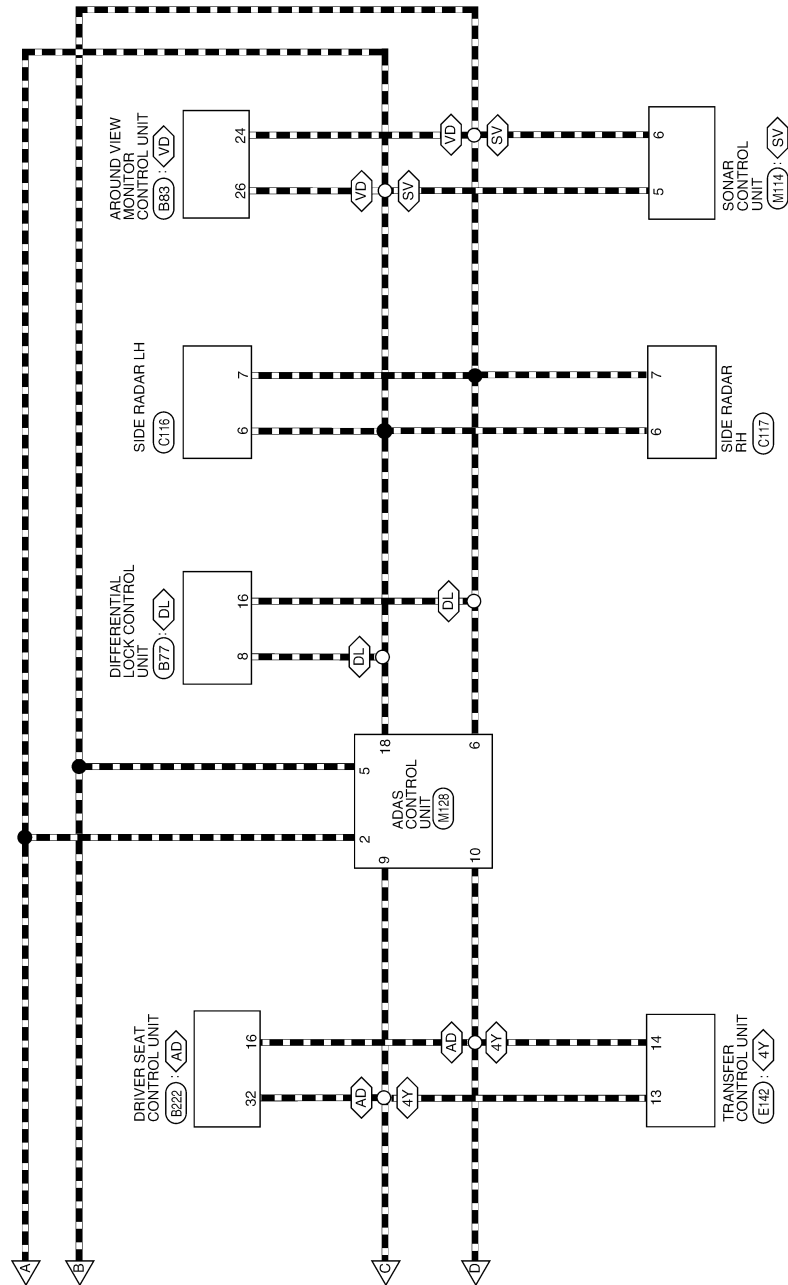 A
B
C
D
DRIVER SEAT
CONTROL UNIT
B222 : AD
32
16
AD
AD
4Y
4Y
13
14
TRANSFER
CONTROL UNIT
E142 : 4Y
2
5
9
18
ADAS
CONTROL
UNIT
M128
10
6
DIFFERENTIAL
LOCK CONTROL
UNIT
B77 : DL
8
16
DL
DL
SIDE RADAR LH
C116
6
7
6
7
SIDE RADAR
RH
C117
AROUND VIEW
MONITOR
CONTROL UNIT
B83 : VD
26
24
VD
SV
VD
SV
5
6
SONAR
CONTROL
UNIT
M114 : SV